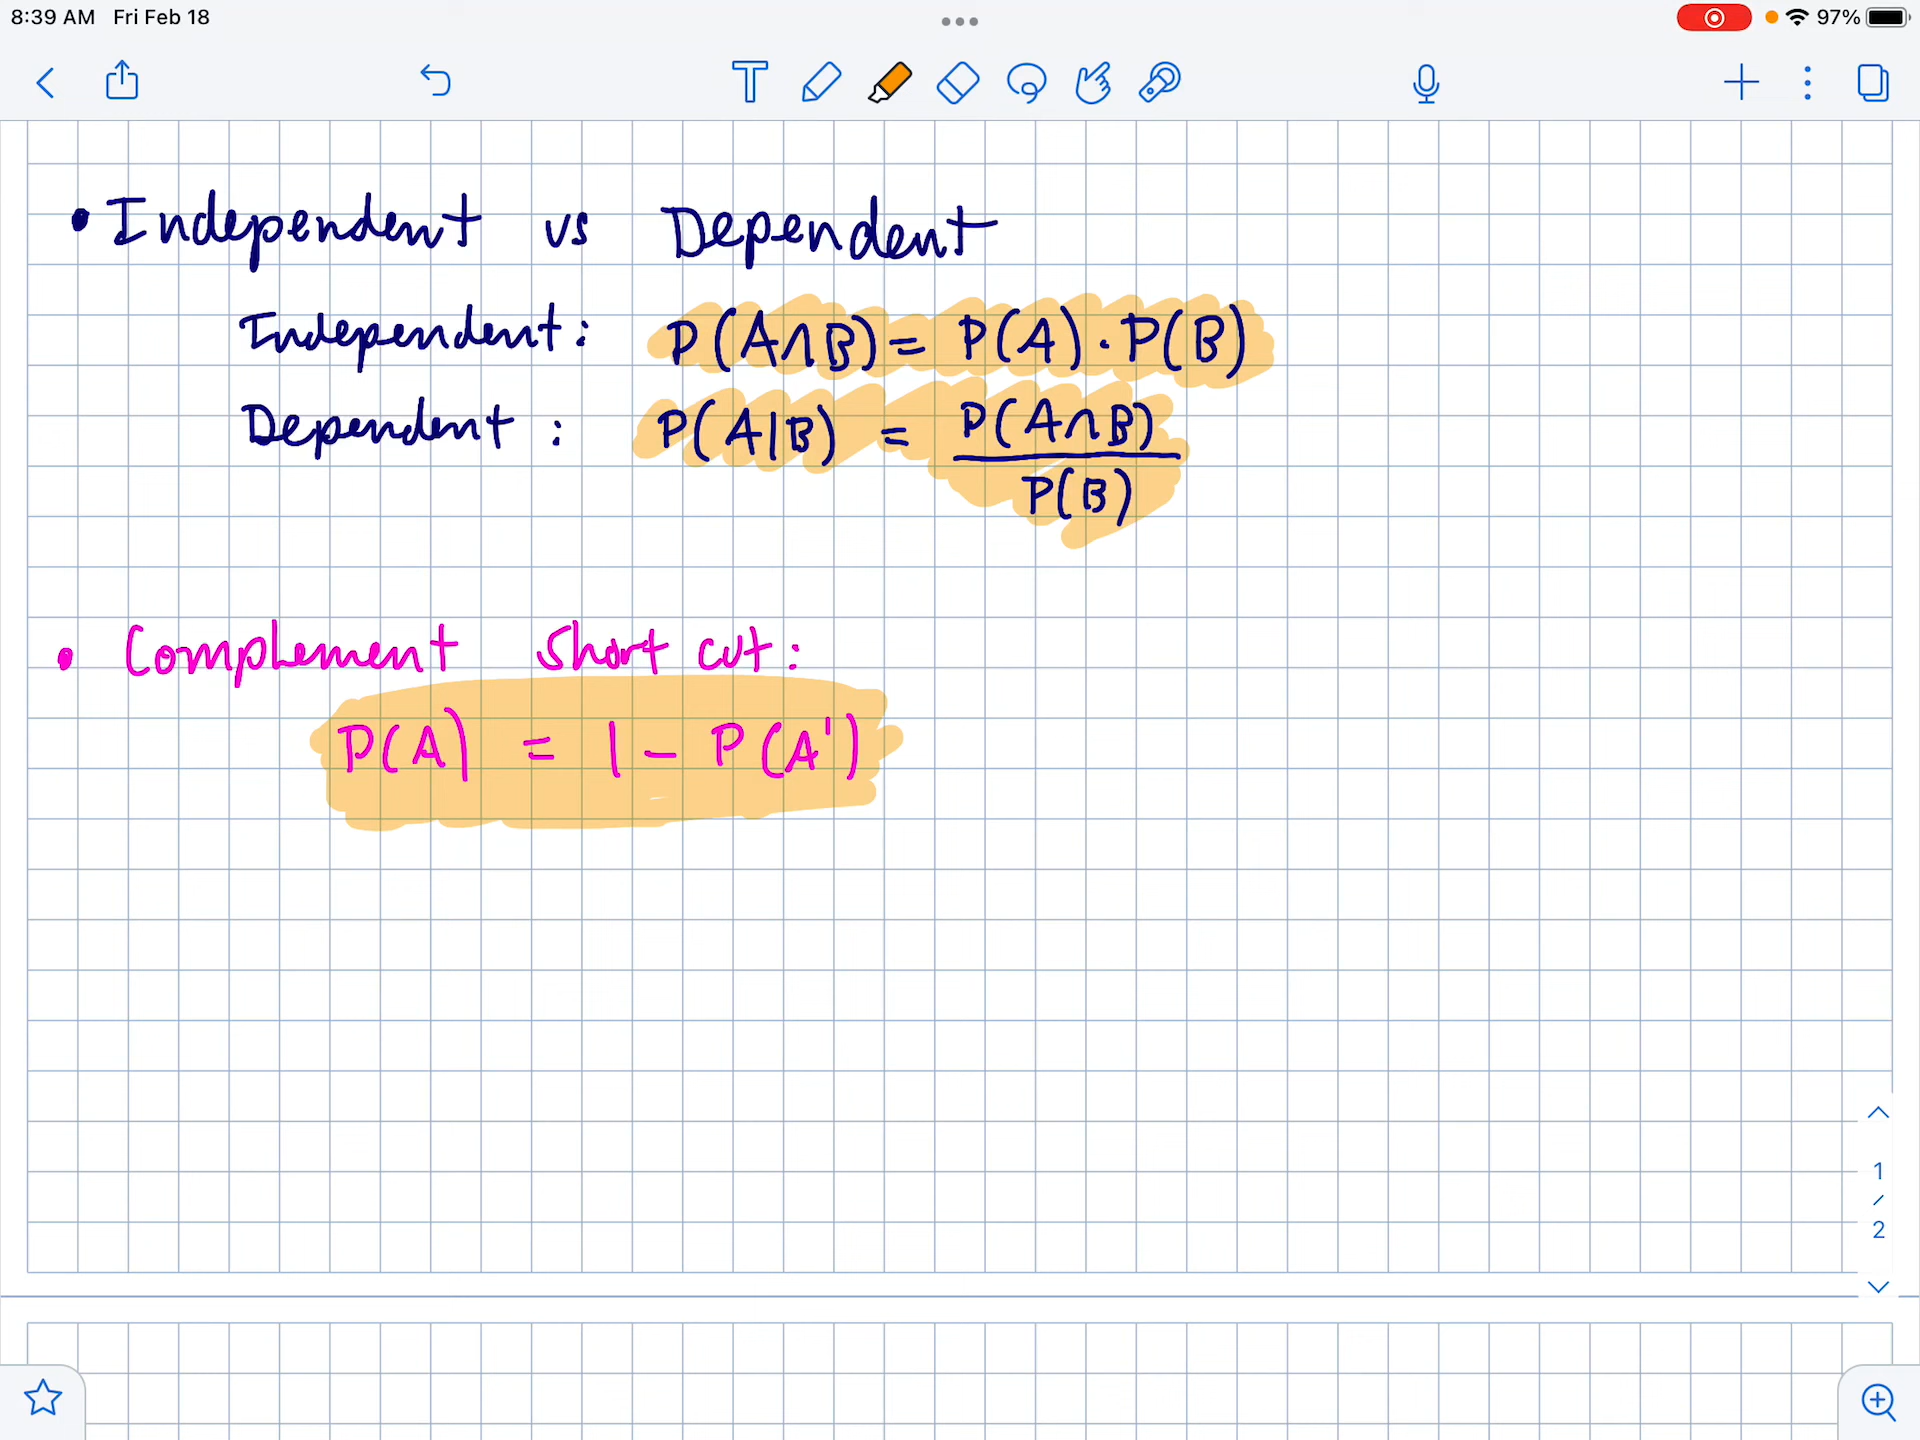 8:39 AM Fri Feb 18
97%
• Independent vs Dependent
Independent: P(A∩B) = P(A) · P(B)
Dependent : P(A|B) = P(A∩B)
P(B)
• Complement Short cut:
P(A) = 1 - P(A')
1
/
2